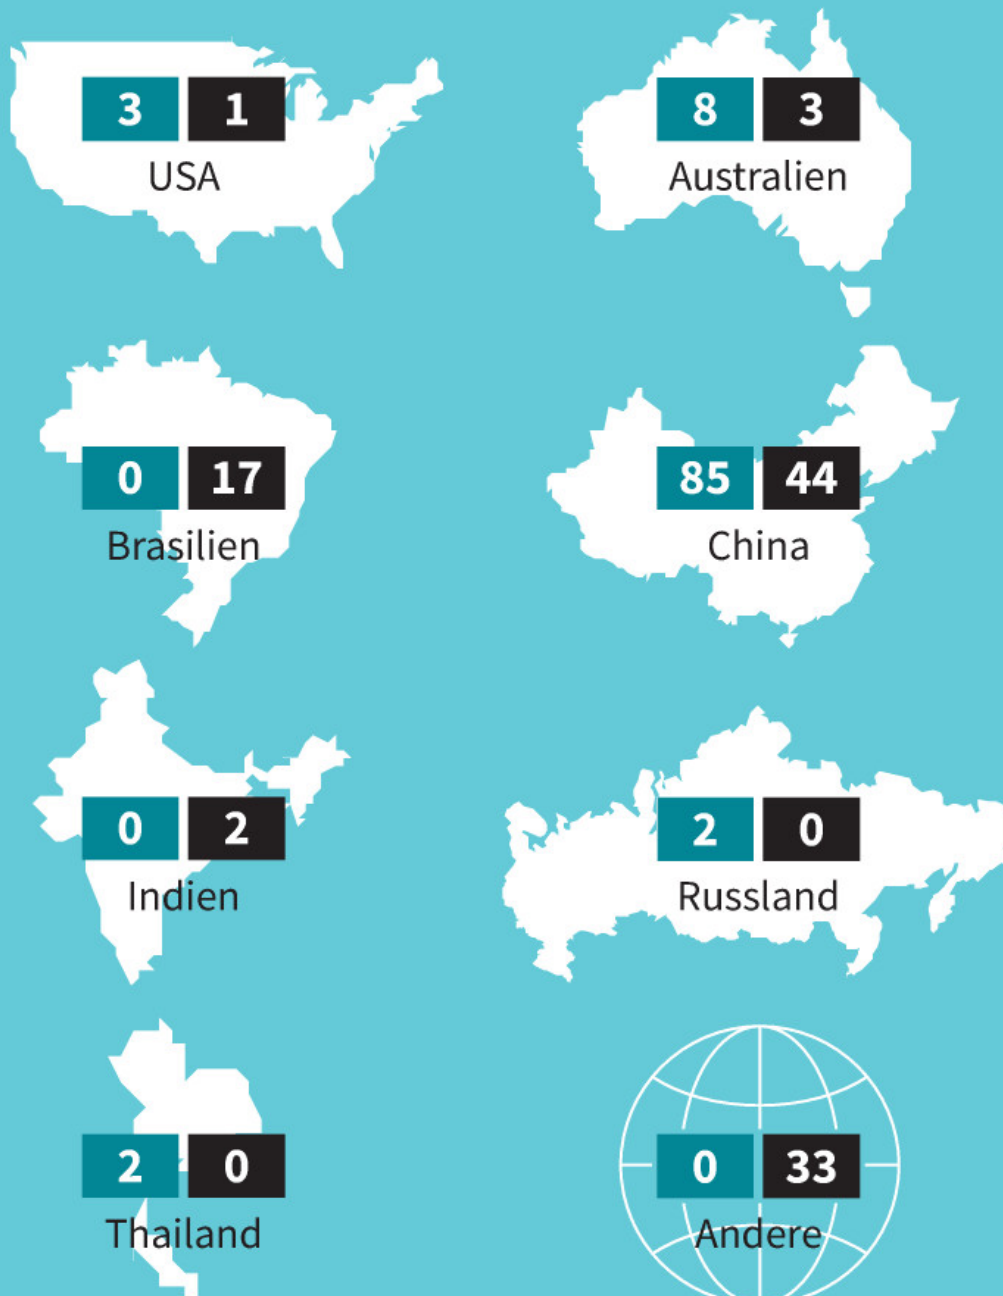 3 1
USA
8 3
Australien
0 17
Brasilien
85 44
China
0 2
Indien
2 0
Russland
2 0
Thailand
0 33
Andere